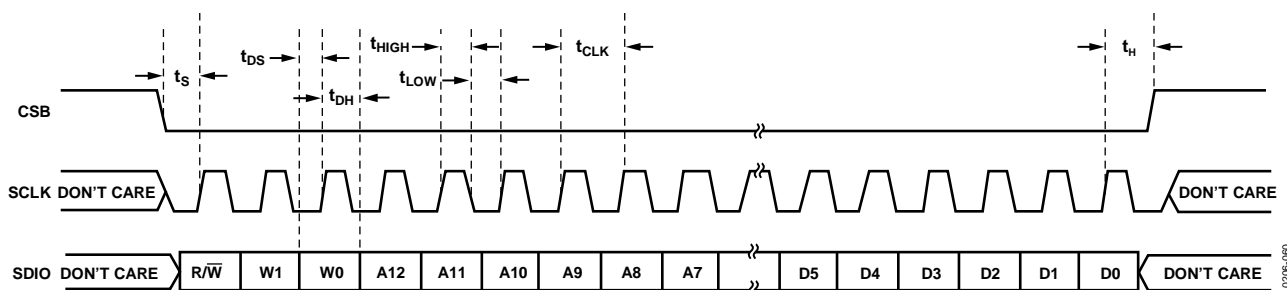 tHIGH
tCLK
tH
tDS
tS
tLOW
tDH
CSB
SCLK DON'T CARE
DON'T CARE
SDIO DON'T CARE R/W̅ W1 W0 A12 A11 A10 A9 A8 A7 D5 D4 D3 D2 D1 D0 DON'T CARE